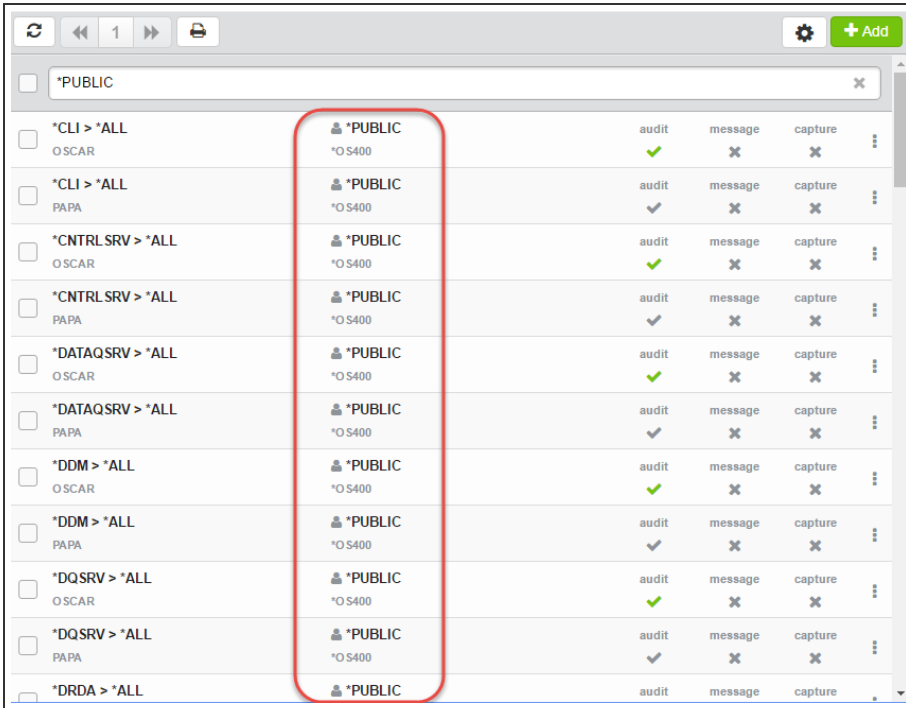 1 Add
*PUBLIC
*CLI > *ALL *PUBLIC audit message capture
OSCAR *OS400
*CLI > *ALL *PUBLIC audit message capture
PAPA *OS400
*CNTRLSRV > *ALL *PUBLIC audit message capture
OSCAR *OS400
*CNTRLSRV > *ALL *PUBLIC audit message capture
PAPA *OS400
*DATAQSRV > *ALL *PUBLIC audit message capture
OSCAR *OS400
*DATAQSRV > *ALL *PUBLIC audit message capture
PAPA *OS400
*DDM > *ALL *PUBLIC audit message capture
OSCAR *OS400
*DDM > *ALL *PUBLIC audit message capture
PAPA *OS400
*DQSRV > *ALL *PUBLIC audit message capture
OSCAR *OS400
*DQSRV > *ALL *PUBLIC audit message capture
PAPA *OS400
*DRDA > *ALL *PUBLIC audit message capture